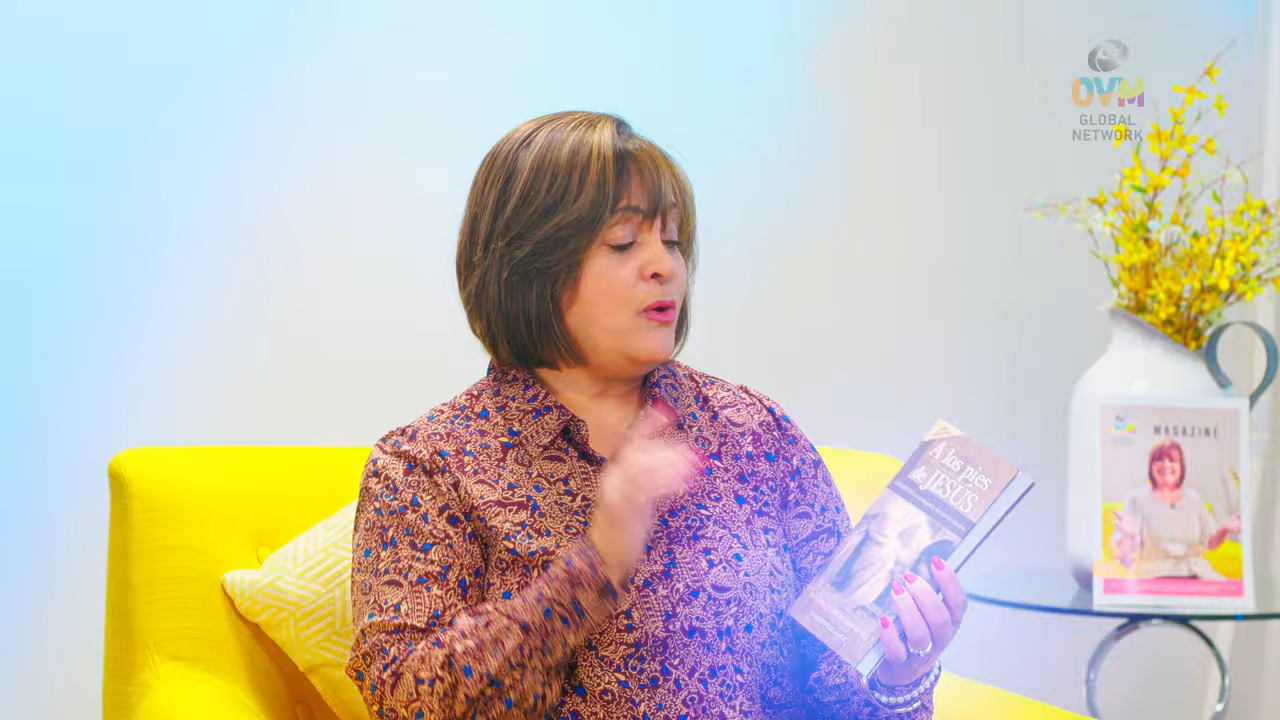 OVM
GLOBAL
NETWORK
A los pies
de JESÚS
MAGAZINE